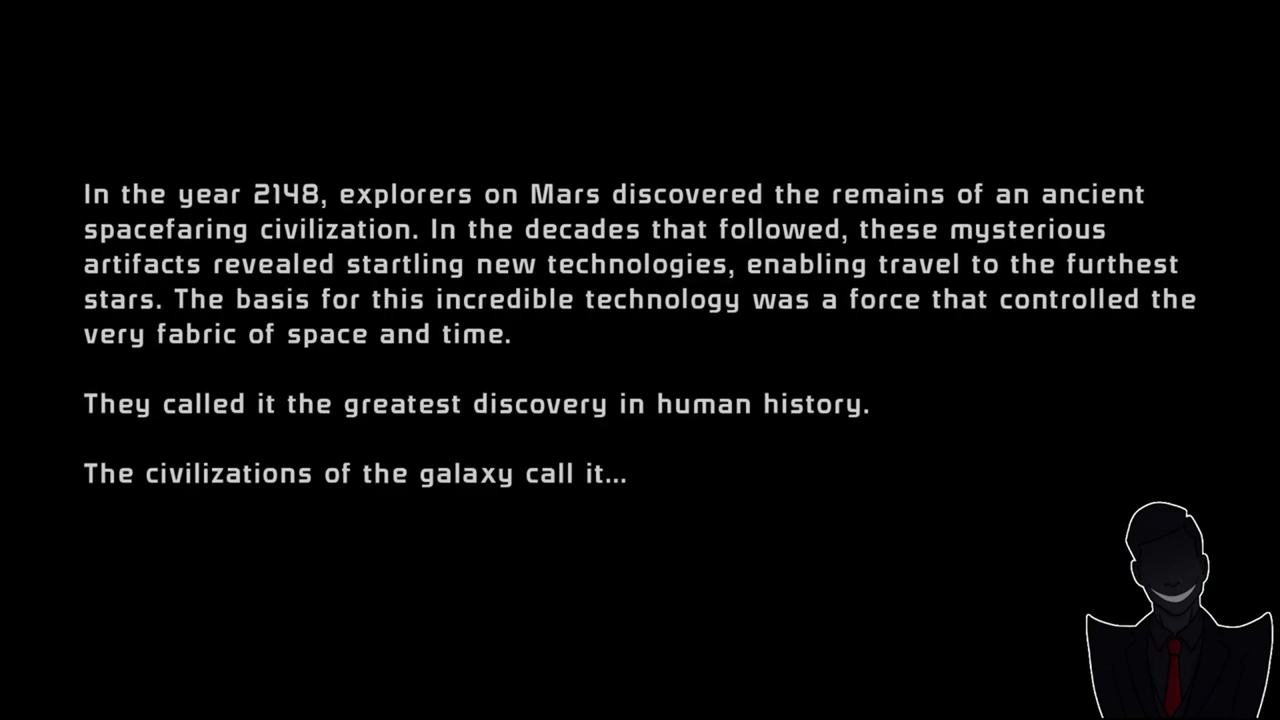 In the year 2148, explorers on Mars discovered the remains of an ancient
spacefaring civilization. In the decades that followed, these mysterious
artifacts revealed startling new technologies, enabling travel to the furthest
stars. The basis for this incredible technology was a force that controlled the
very fabric of space and time.
They called it the greatest discovery in human history.
The civilizations of the galaxy call it...